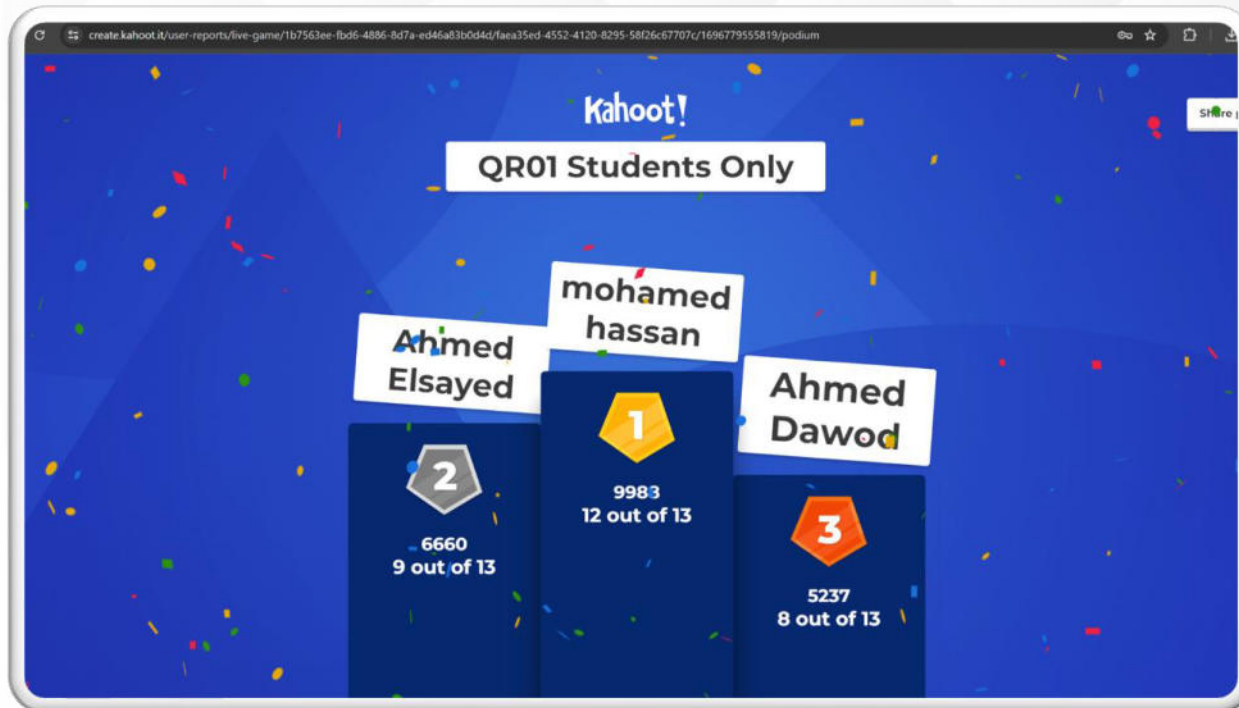 create.kahoot.it/user-reports/live-game/1b7563ee-fbd6-4886-8d7a-ed46a83b0d4d/faea35ed-4552-4120-8295-58f26c67707c/1696779555819/podium
Kahoot!
Share
QR01 Students Only
mohamed
hassan
Ahmed
Elsayed
Ahmed
Dawod
1
9983
12 out of 13
2
6660
9 out of 13
3
5237
8 out of 13